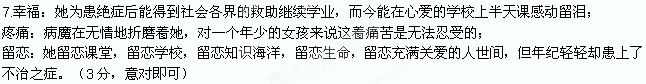 7.幸福：她为患绝症后能得到社会各界的救助继续学业，而今能在心爱的学校上半天课感动留泪；
疼痛：病魔在无情地折磨着她，对一个年少的女孩来说这着痛苦是无法忍受的；
留恋：她留恋课堂，留恋学校，留恋知识海洋，留恋生命，留恋充满关爱的人世间，但年纪轻轻却患上了
不治之症。（3分，意对即可）